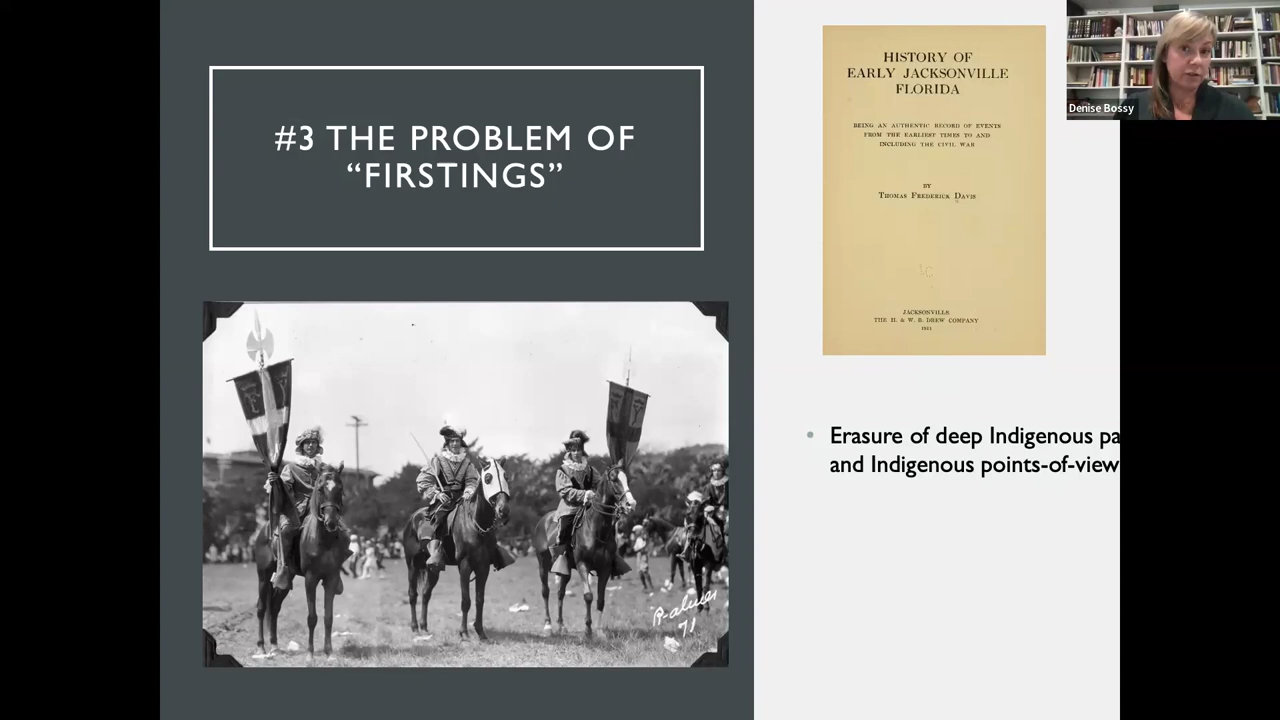 #3 THE PROBLEM OF
“FIRSTINGS”
HISTORY OF
EARLY JACKSONVILLE
FLORIDA
BEING AN AUTHENTIC RECORD OF EVENTS
FROM THE EARLIEST TIMES TO AND
INCLUDING THE CIVIL WAR
BY
THOMAS FREDERICK DAVIS
JACKSONVILLE
THE H. & W. B. DREW COMPANY
1911
Denise Bossy
• Erasure of deep Indigenous pa
and Indigenous points-of-view
71